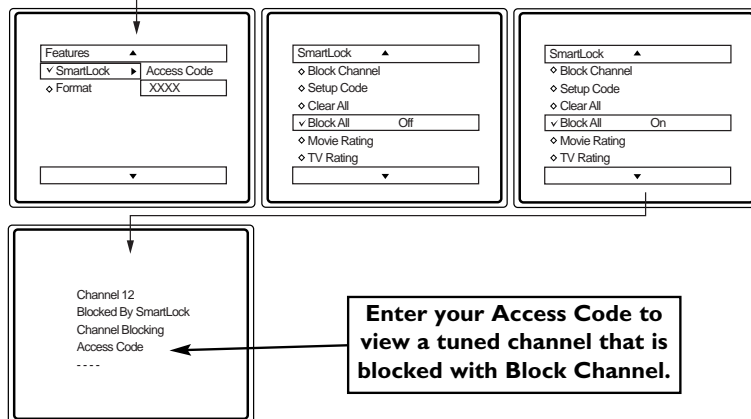 Features
SmartLock
Access Code
Format
XXXX
SmartLock
Block Channel
Setup Code
Clear All
Block All Off
Movie Rating
TV Rating
SmartLock
Block Channel
Setup Code
Clear All
Block All On
Movie Rating
TV Rating
Channel 12
Blocked By SmartLock
Channel Blocking
Access Code
- - - -
Enter your Access Code to
view a tuned channel that is
blocked with Block Channel.